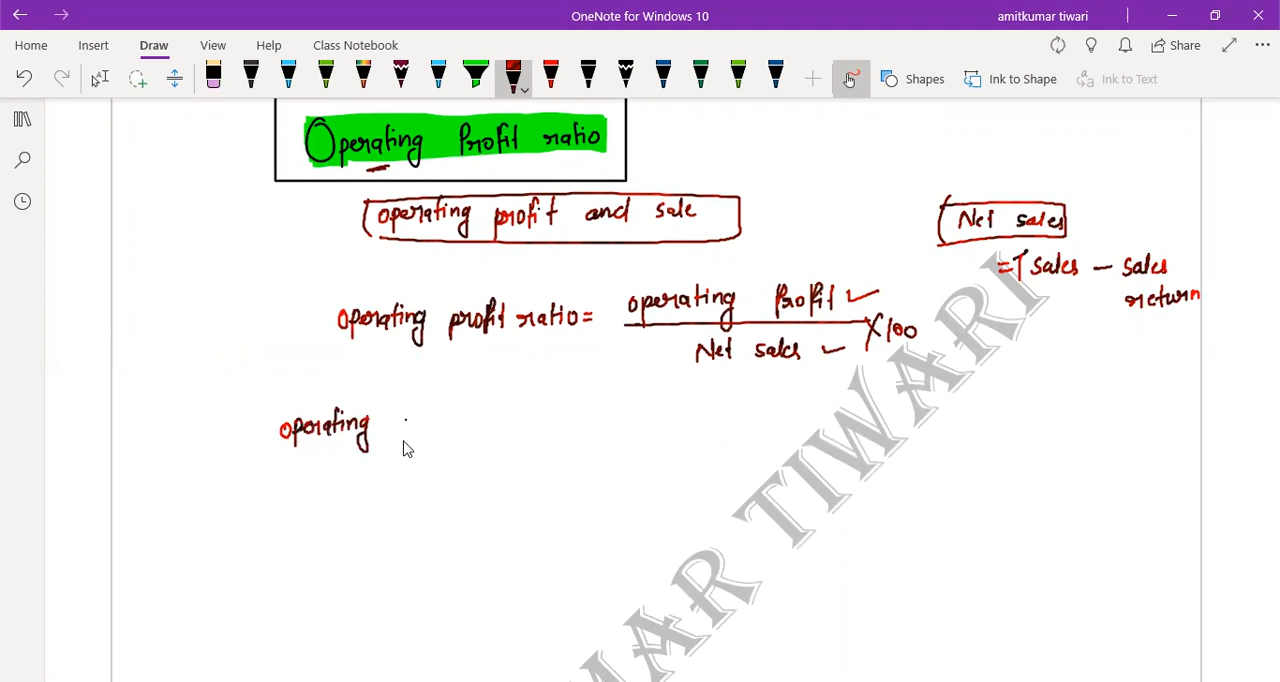 OneNote for Windows 10
amitkumar tiwari
Home Insert Draw View Help Class Notebook
Share
Shapes Ink to Shape Ink to Text
Operating Profit ratio
operating profit and sale
Net sales
= sales - sales
return
operating profit ratio = operating Profit
Net sales
X100
operating
MAR TIWARI